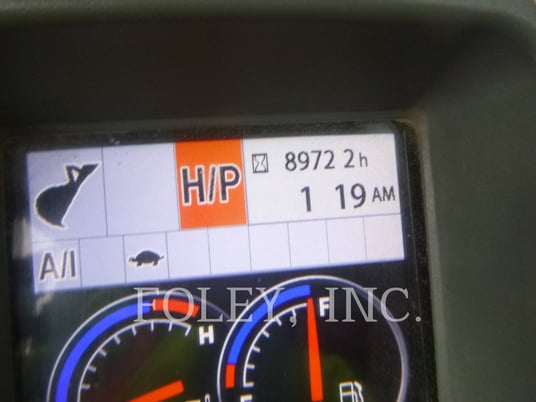 H/P
8972 2h
1 19 AM
A/I
H
F
E
FOLEY, INC.